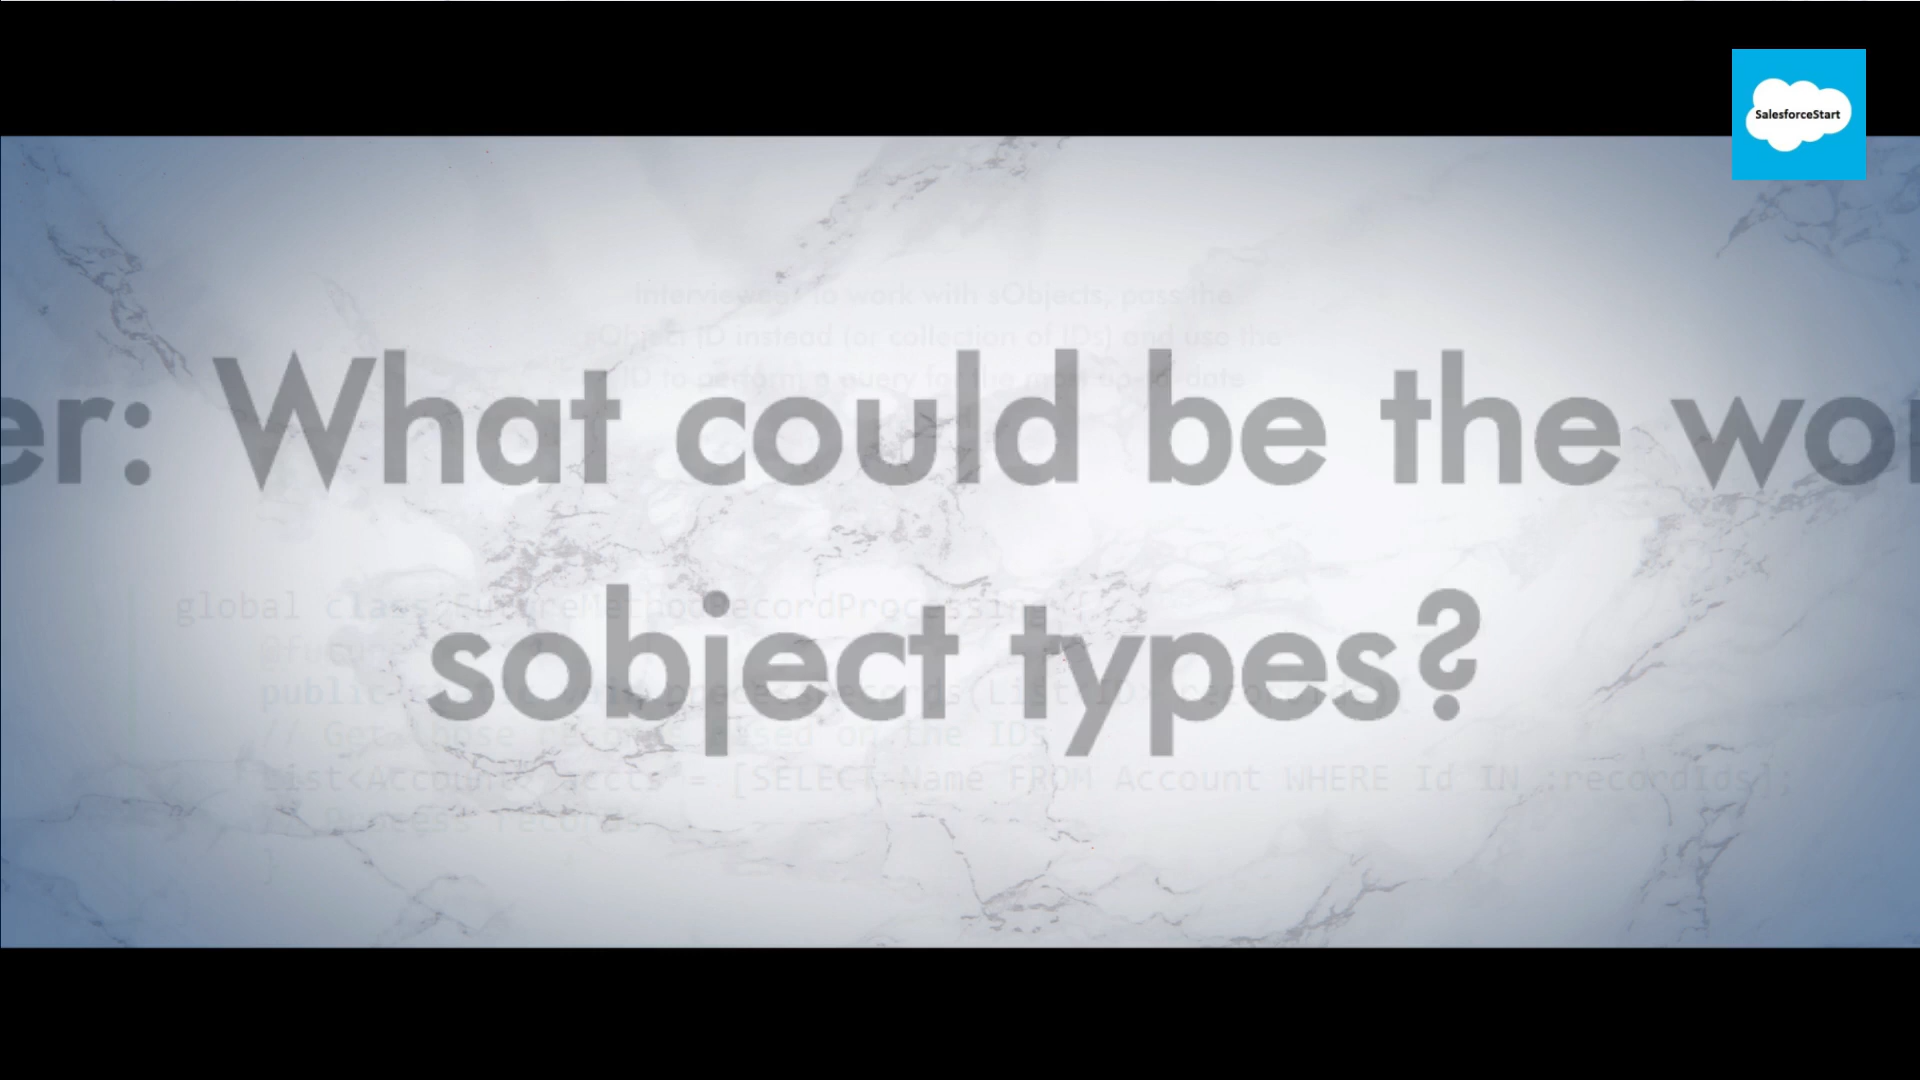 SalesforceStart
Interviewee: To work with sObjects, pass the
sObject ID instead (or collection of IDs) and use the
ID to perform a query for the most up-to-date
er: What could be the wor
sobject types?
global class FutureMethodRecordProcessing {
@future
public static void processRecords(List<ID> recordIds){
// Get those records based on the IDs
List<Account> accts = [SELECT Name FROM Account WHERE Id IN :recordIds];
// Process records
}